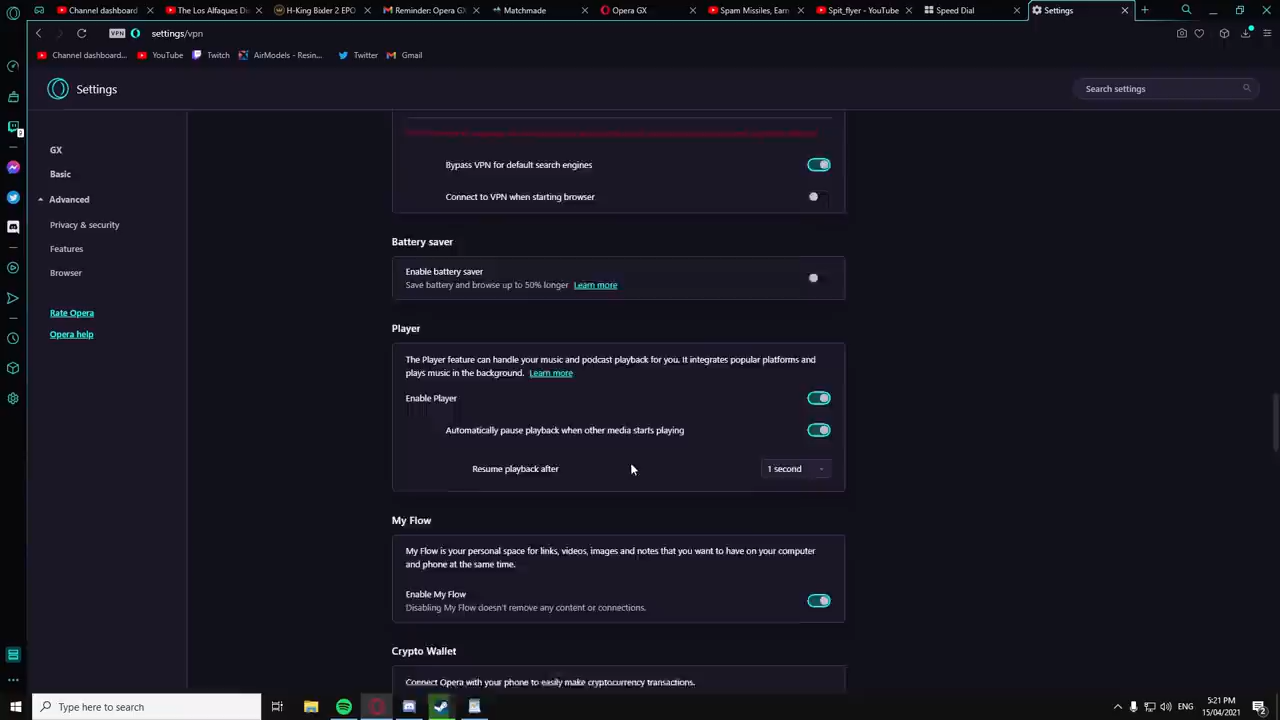 Channel dashboard
The Los Alfaques Di
H-King Bixler 2 EPO
Reminder: Opera GX
Matchmade
Opera GX
Spam Missiles, Earn
Spit_flyer - YouTube
Speed Dial
Settings
VPN
settings/vpn
Channel dashboard...
YouTube
Twitch
AirModels - Resin...
Twitter
Gmail
Settings
Search settings
GX
Basic
Advanced
Privacy & security
Features
Browser
Rate Opera
Opera help
Bypass VPN for default search engines
Connect to VPN when starting browser
Battery saver
Enable battery saver
Save battery and browse up to 50% longer Learn more
Player
The Player feature can handle your music and podcast playback for you. It integrates popular platforms and
plays music in the background. Learn more
Enable Player
Automatically pause playback when other media starts playing
Resume playback after
1 second
My Flow
My Flow is your personal space for links, videos, images and notes that you want to have on your computer
and phone at the same time.
Enable My Flow
Disabling My Flow doesn't remove any content or connections.
Crypto Wallet
Connect Opera with your phone to easily make cryptocurrency transactions.
Type here to search
ENG
5:21 PM
15/04/2021
2